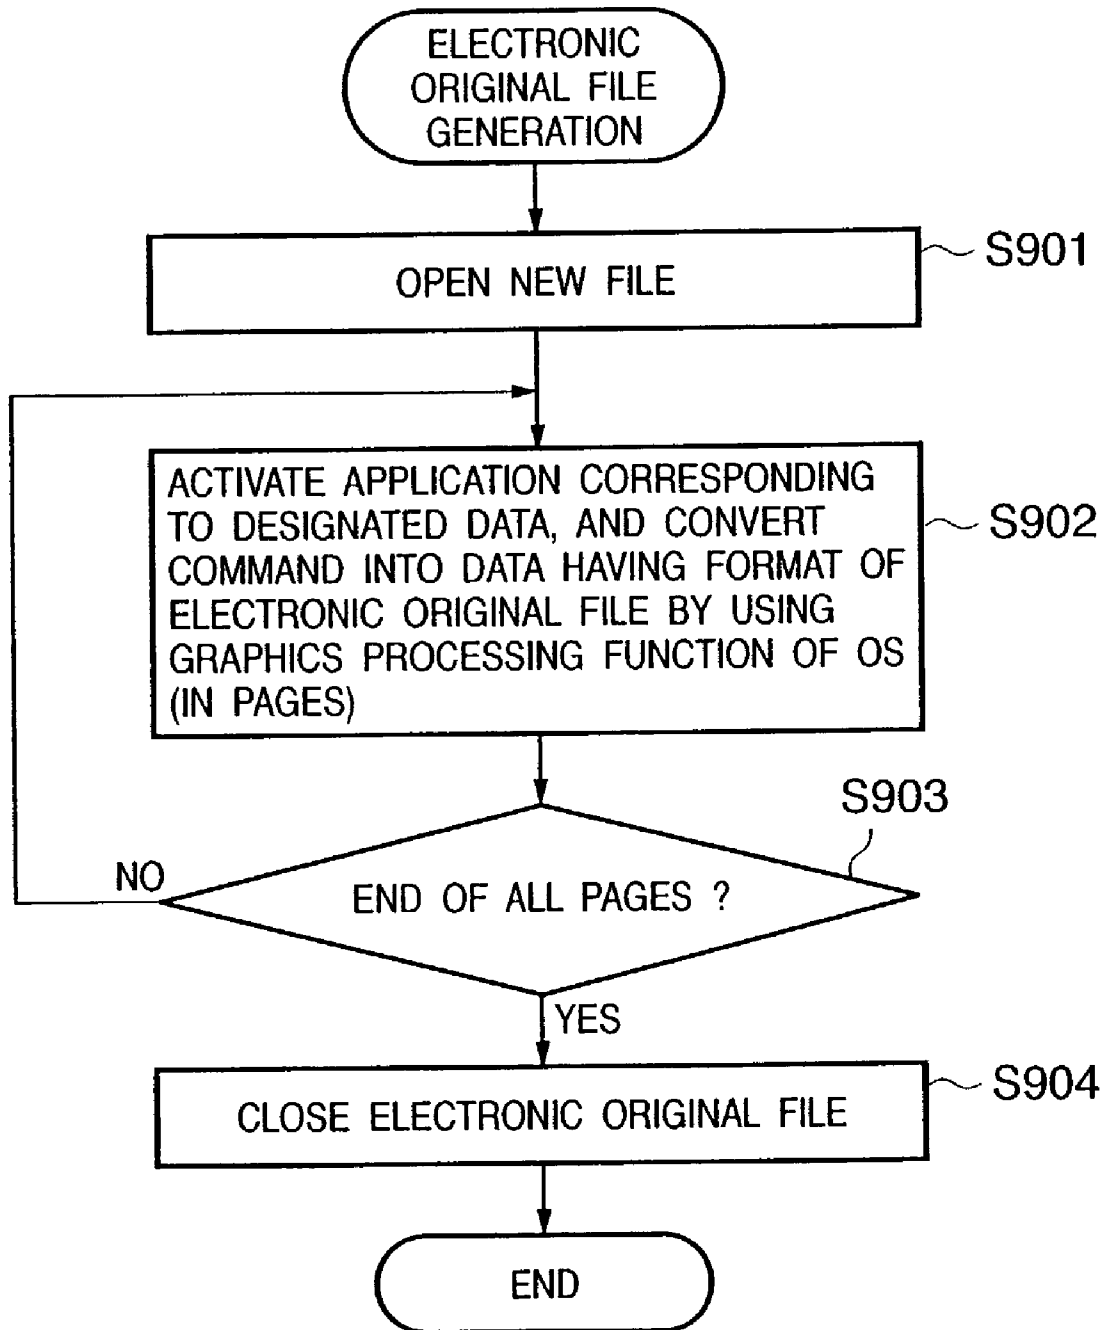 ELECTRONIC
ORIGINAL FILE
GENERATION
S901
OPEN NEW FILE
ACTIVATE APPLICATION CORRESPONDING
TO DESIGNATED DATA, AND CONVERT
COMMAND INTO DATA HAVING FORMAT OF
ELECTRONIC ORIGINAL FILE BY USING
GRAPHICS PROCESSING FUNCTION OF OS
(IN PAGES)
S902
S903
NO
END OF ALL PAGES ?
YES
S904
CLOSE ELECTRONIC ORIGINAL FILE
END